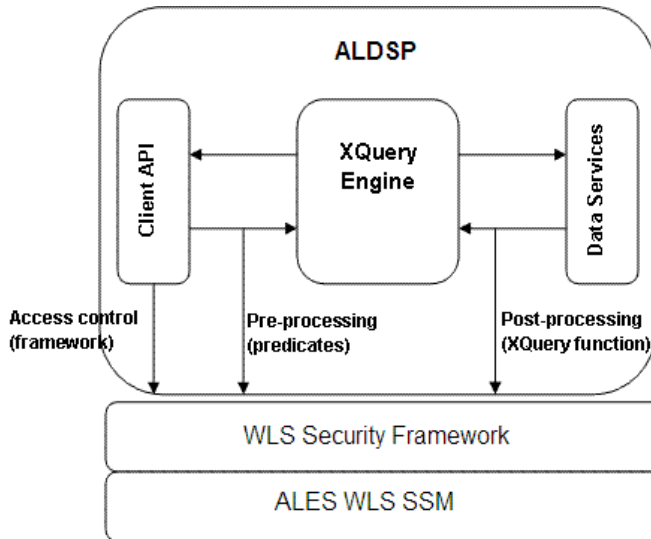 ALDSP
Client API
XQuery
Engine
Data Services
Access control
(framework)
Pre-processing
(predicates)
Post-processing
(XQuery function)
WLS Security Framework
ALES WLS SSM